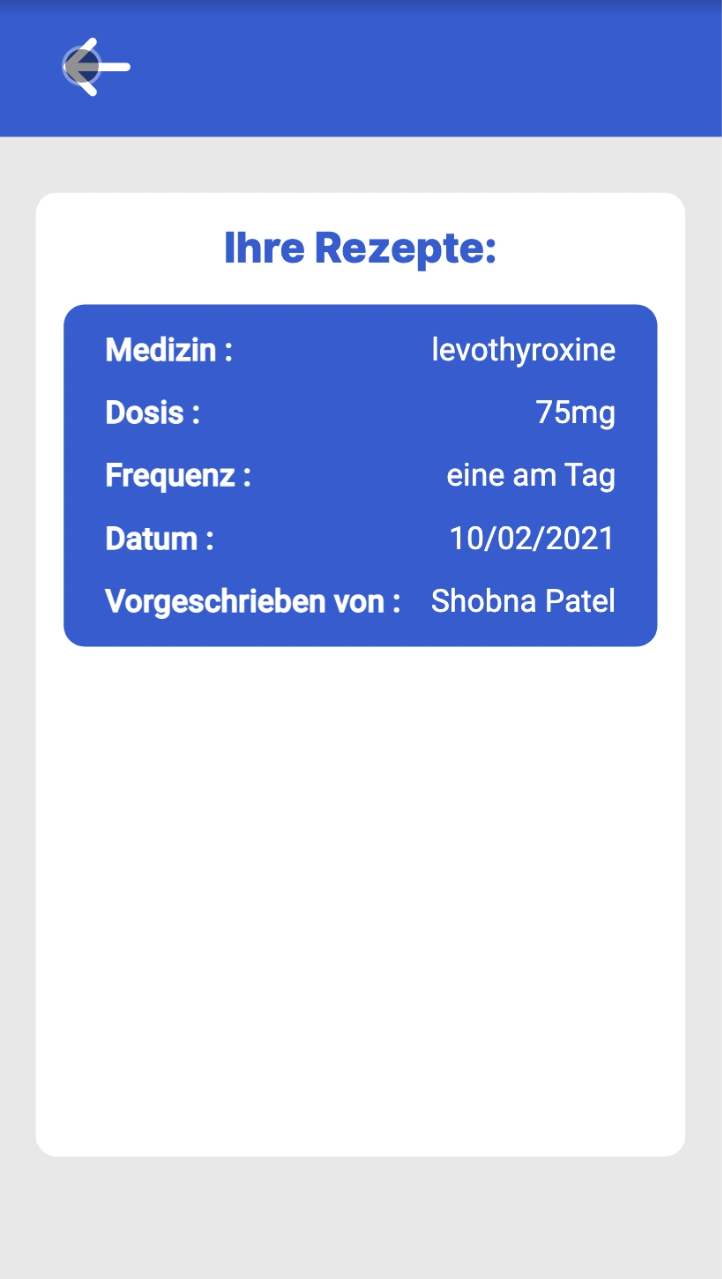 Ihre Rezepte:
Medizin : levothyroxine
Dosis : 75mg
Frequenz : eine am Tag
Datum : 10/02/2021
Vorgeschrieben von : Shobna Patel